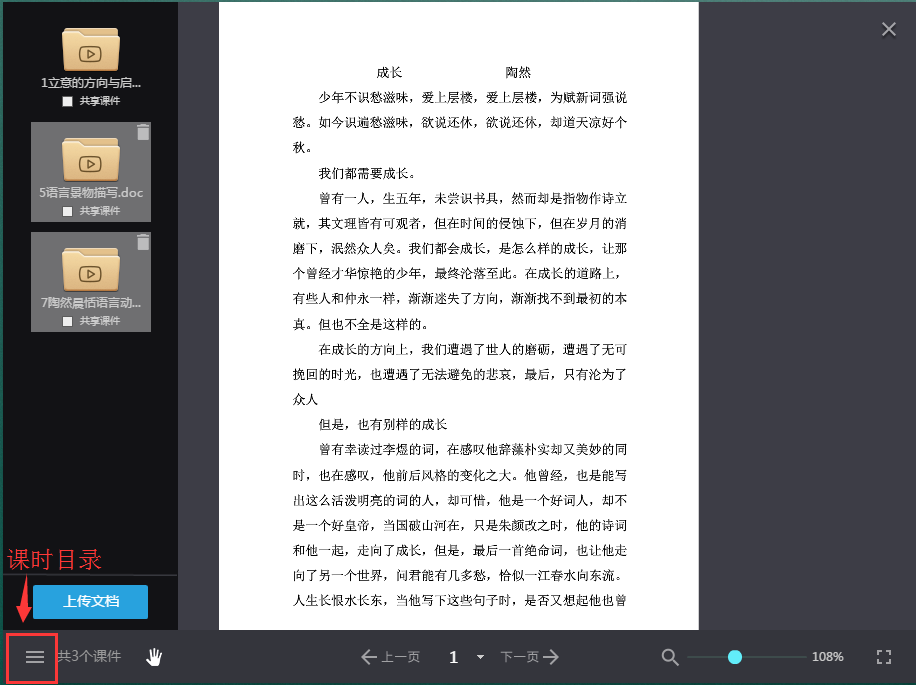 1立意的方向与启...
共享课件
5语言景物描写.doc
共享课件
7陶然晨恬语言动...
共享课件
课时目录
上传文档
成长 陶然
少年不识愁滋味，爱上层楼，爱上层楼，为赋新词强说
愁。如今识遍愁滋味，欲说还休，欲说还休，却道天凉好个
秋。
我们都需要成长。
曾有一人，生五年，未尝识书具，然而却是指物作诗立
就，其文理皆有可观者，但在时间的侵蚀下，但在岁月的消
磨下，泯然众人矣。我们都会成长，是怎么样的成长，让那
个曾经才华惊艳的少年，最终沦落至此。在成长的道路上，
有些人和仲永一样，渐渐迷失了方向，渐渐找不到最初的本
真。但也不全是这样的。
在成长的方向上，我们遭遇了世人的磨砺，遭遇了无可
挽回的时光，也遭遇了无法避免的悲哀，最后，只有沦为了
众人
但是，也有别样的成长
曾有幸读过李煜的词，在感叹他辞藻朴实却又美妙的同
时，也在感叹，他前后风格的变化之大。他曾经，也是能写
出这么活泼明亮的词的人，却可惜，他是一个好词人，却不
是一个好皇帝，当国破山河在，只是朱颜改之时，他的诗词
和他一起，走向了成长，但是，最后一首绝命词，也让他走
向了另一个世界，问君能有几多愁，恰似一江春水向东流。
人生长恨水长东，当他写下这些句子时，是否又想起他也曾
共3个课件
上一页 1 下一页
108%